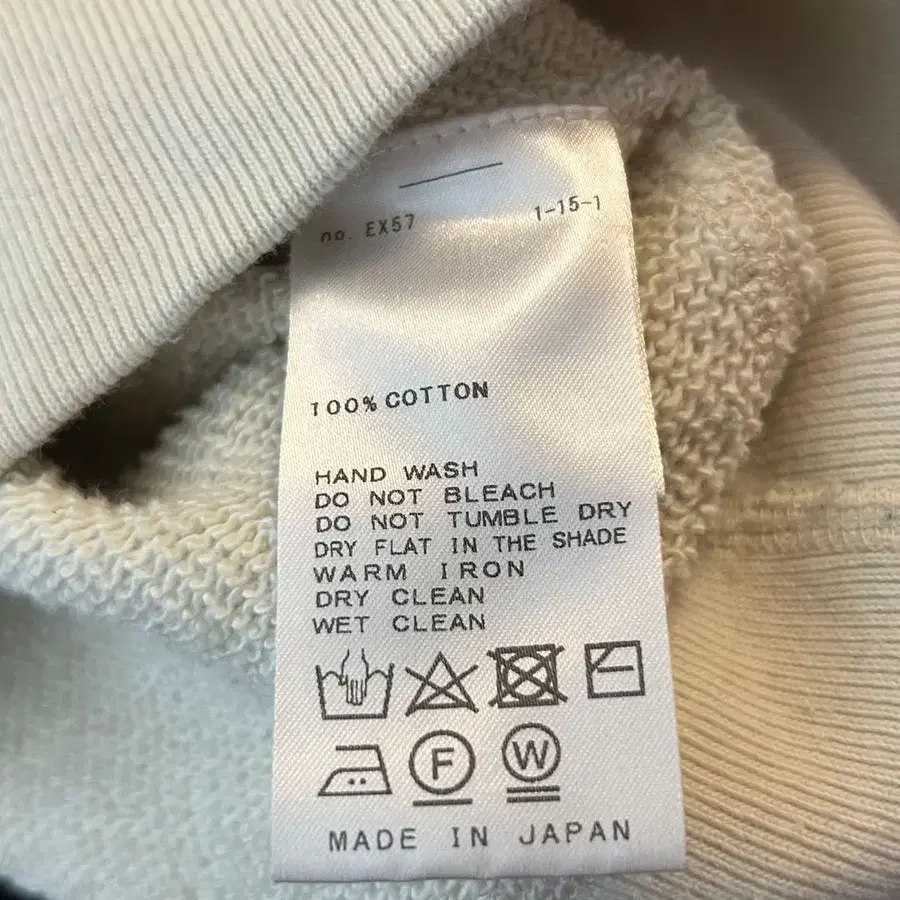 no. EX57 1-15-1
100% COTTON
HAND WASH
DO NOT BLEACH
DO NOT TUMBLE DRY
DRY FLAT IN THE SHADE
WARM IRON
DRY CLEAN
WET CLEAN
F W
MADE IN JAPAN